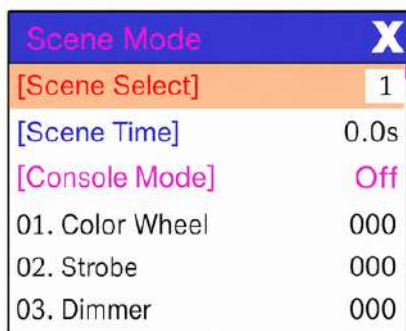 Scene Mode X
[Scene Select] 1
[Scene Time] 0.0s
[Console Mode] Off
01. Color Wheel 000
02. Strobe 000
03. Dimmer 000